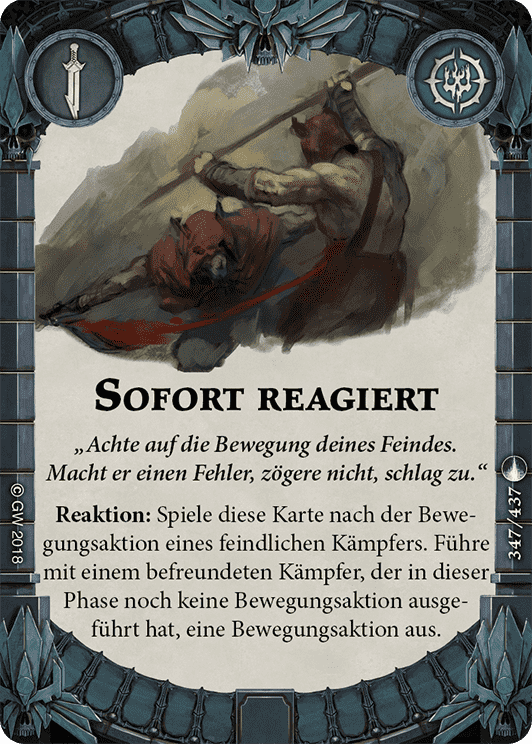 SOFORT REAGIERT
„Achte auf die Bewegung deines Feindes.
Macht er einen Fehler, zögere nicht, schlag zu.“
Reaktion: Spiele diese Karte nach der Bewe-
gungsaktion eines feindlichen Kämpfers. Führe
mit einem befreundeten Kämpfer, der in dieser
Phase noch keine Bewegungsaktion ausge-
führt hat, eine Bewegungsaktion aus.
© GW 2018
347/437